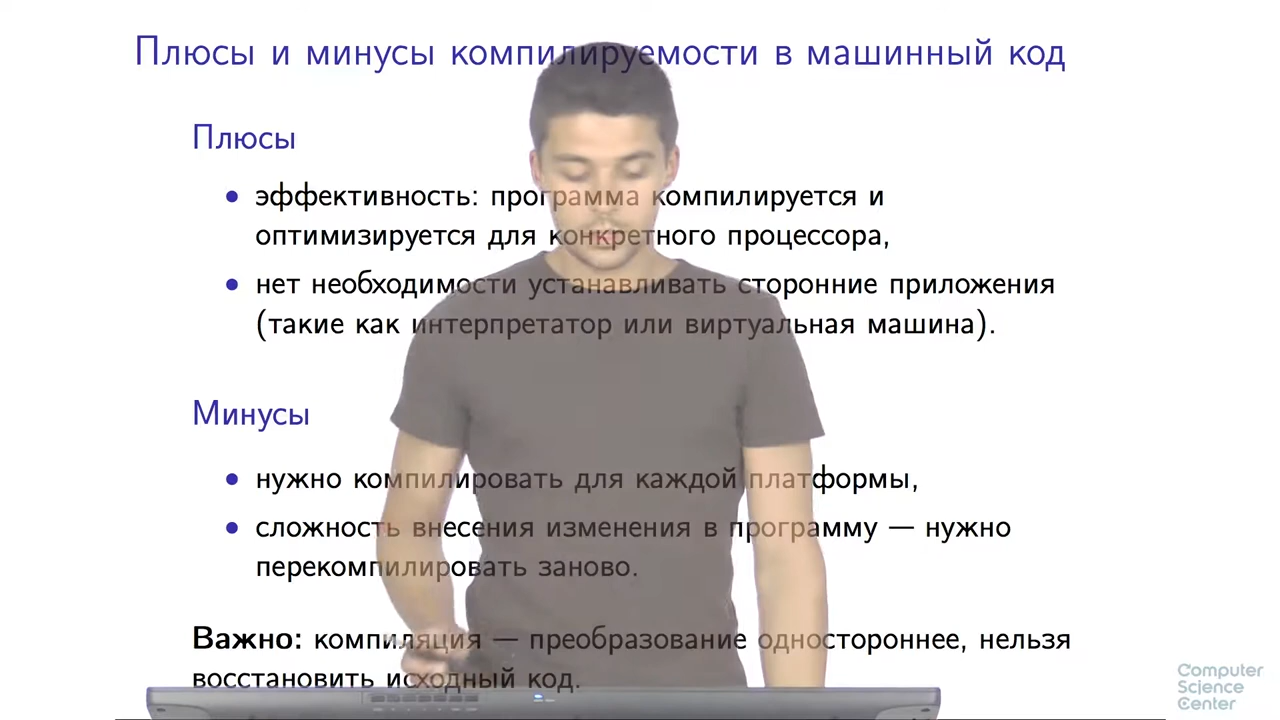 Плюсы и минусы компилируемости в машинный код
Плюсы
• эффективность: программа компилируется и
оптимизируется для конкретного процессора,
• нет необходимости устанавливать сторонние приложения
(такие как интерпретатор или виртуальная машина).
Минусы
• нужно компилировать для каждой платформы,
• сложность внесения изменения в программу — нужно
перекомпилировать заново.
Важно: компиляция — преобразование одностороннее, нельзя
восстановить исходный код.
Computer
Science
Center